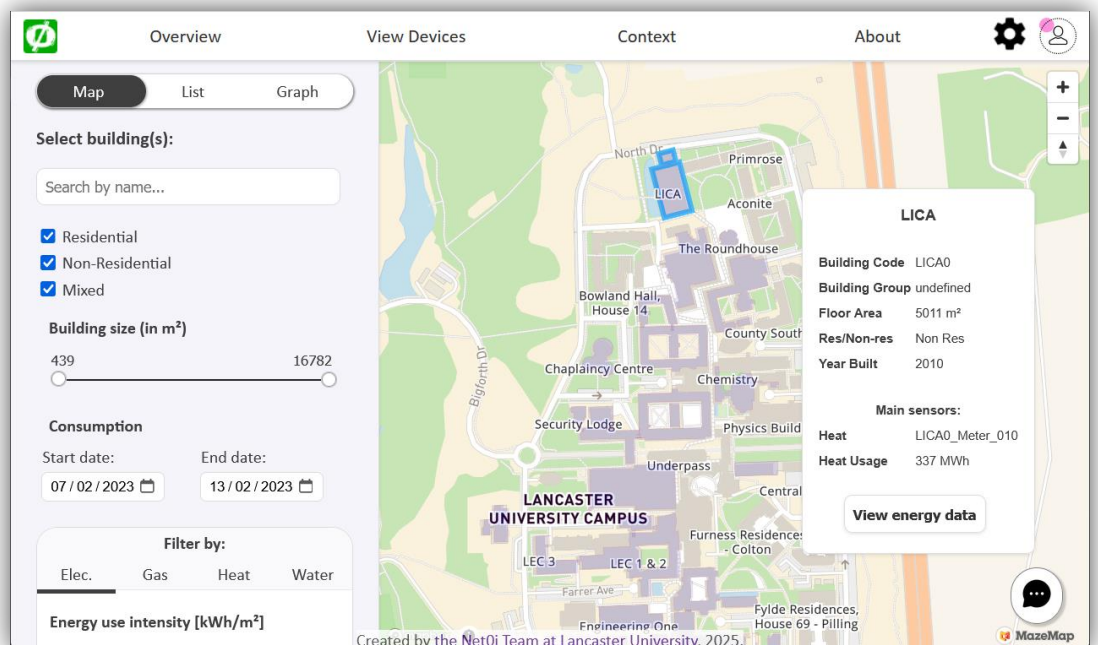 Overview View Devices Context About
Map List Graph
Select building(s):
Search by name...
Residential
Non-Residential
Mixed
Building size (in m²)
439 16782
Consumption
Start date: End date:
07 / 02 / 2023 13 / 02 / 2023
Filter by:
Elec. Gas Heat Water
Energy use intensity [kWh/m²]
North Dr
Primrose
LICA
Aconite
The Roundhouse
Bowland Hall,
House 14
County South
Chaplaincy Centre
Chemistry
Bigforth Dr
Security Lodge
Physics Build
Underpass
Central
LANCASTER
UNIVERSITY CAMPUS
Furness Residences
- Colton
LEC 3
LEC 1 & 2
Farrer Ave
Fylde Residences,
House 69 - Pilling
Engineering One
Created by the Net0i Team at Lancaster University, 2025.
LICA
Building Code LICA0
Building Group undefined
Floor Area 5011 m²
Res/Non-res Non Res
Year Built 2010
Main sensors:
Heat LICA0_Meter_010
Heat Usage 337 MWh
View energy data
MazeMap